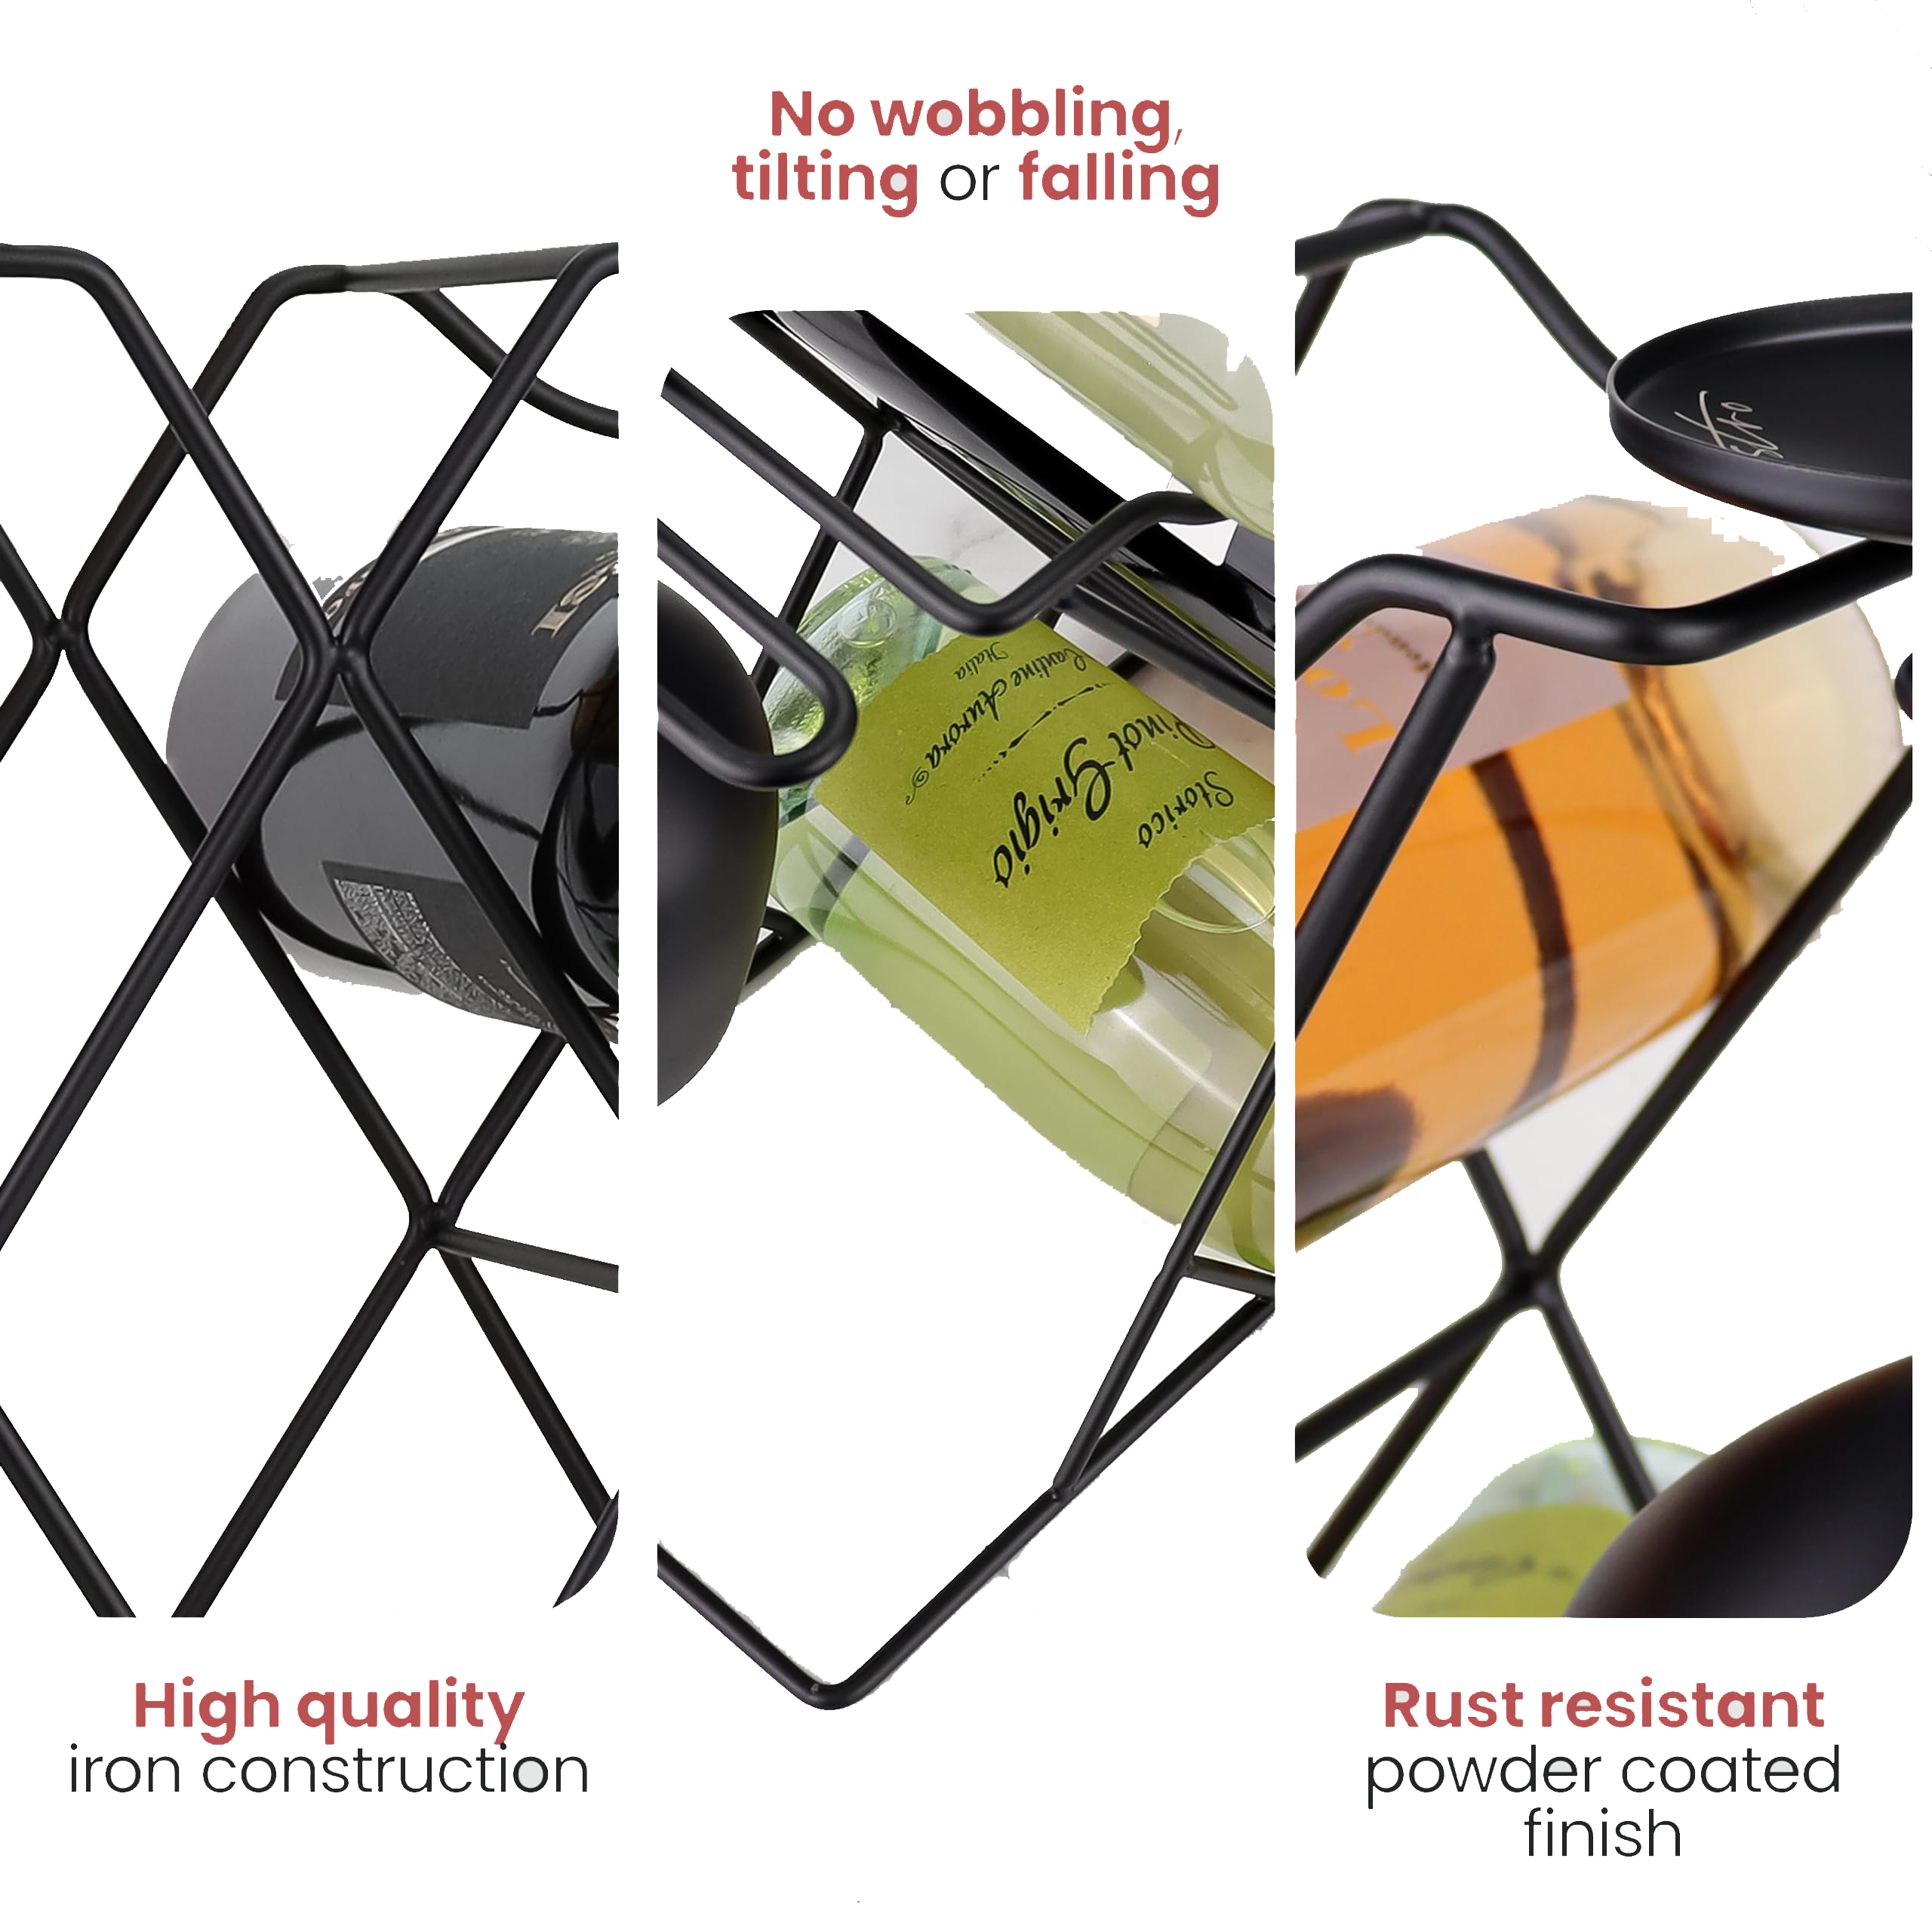 No wobbling,
tilting or falling
Cantine Aurora
Italia
Pinot Grigio
Storico
High quality
iron construction
Rust resistant
powder coated
finish